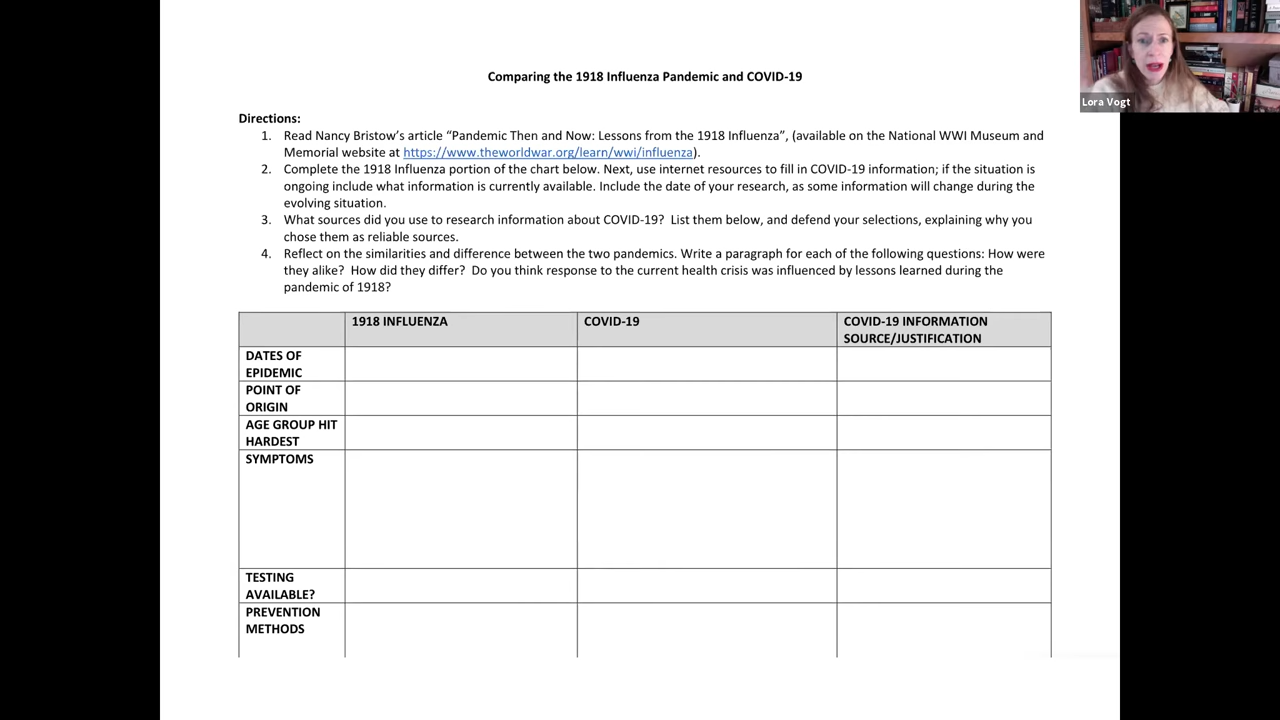 Comparing the 1918 Influenza Pandemic and COVID-19
Lora Vogt
Directions:
1. Read Nancy Bristow's article "Pandemic Then and Now: Lessons from the 1918 Influenza", (available on the National WWI Museum and
Memorial website at https://www.theworldwar.org/learn/wwi/influenza).
2. Complete the 1918 Influenza portion of the chart below. Next, use internet resources to fill in COVID-19 information; if the situation is
ongoing include what information is currently available. Include the date of your research, as some information will change during the
evolving situation.
3. What sources did you use to research information about COVID-19? List them below, and defend your selections, explaining why you
chose them as reliable sources.
4. Reflect on the similarities and difference between the two pandemics. Write a paragraph for each of the following questions: How were
they alike? How did they differ? Do you think response to the current health crisis was influenced by lessons learned during the
pandemic of 1918?
1918 INFLUENZA
COVID-19
COVID-19 INFORMATION
SOURCE/JUSTIFICATION
DATES OF
EPIDEMIC
POINT OF
ORIGIN
AGE GROUP HIT
HARDEST
SYMPTOMS
TESTING
AVAILABLE?
PREVENTION
METHODS